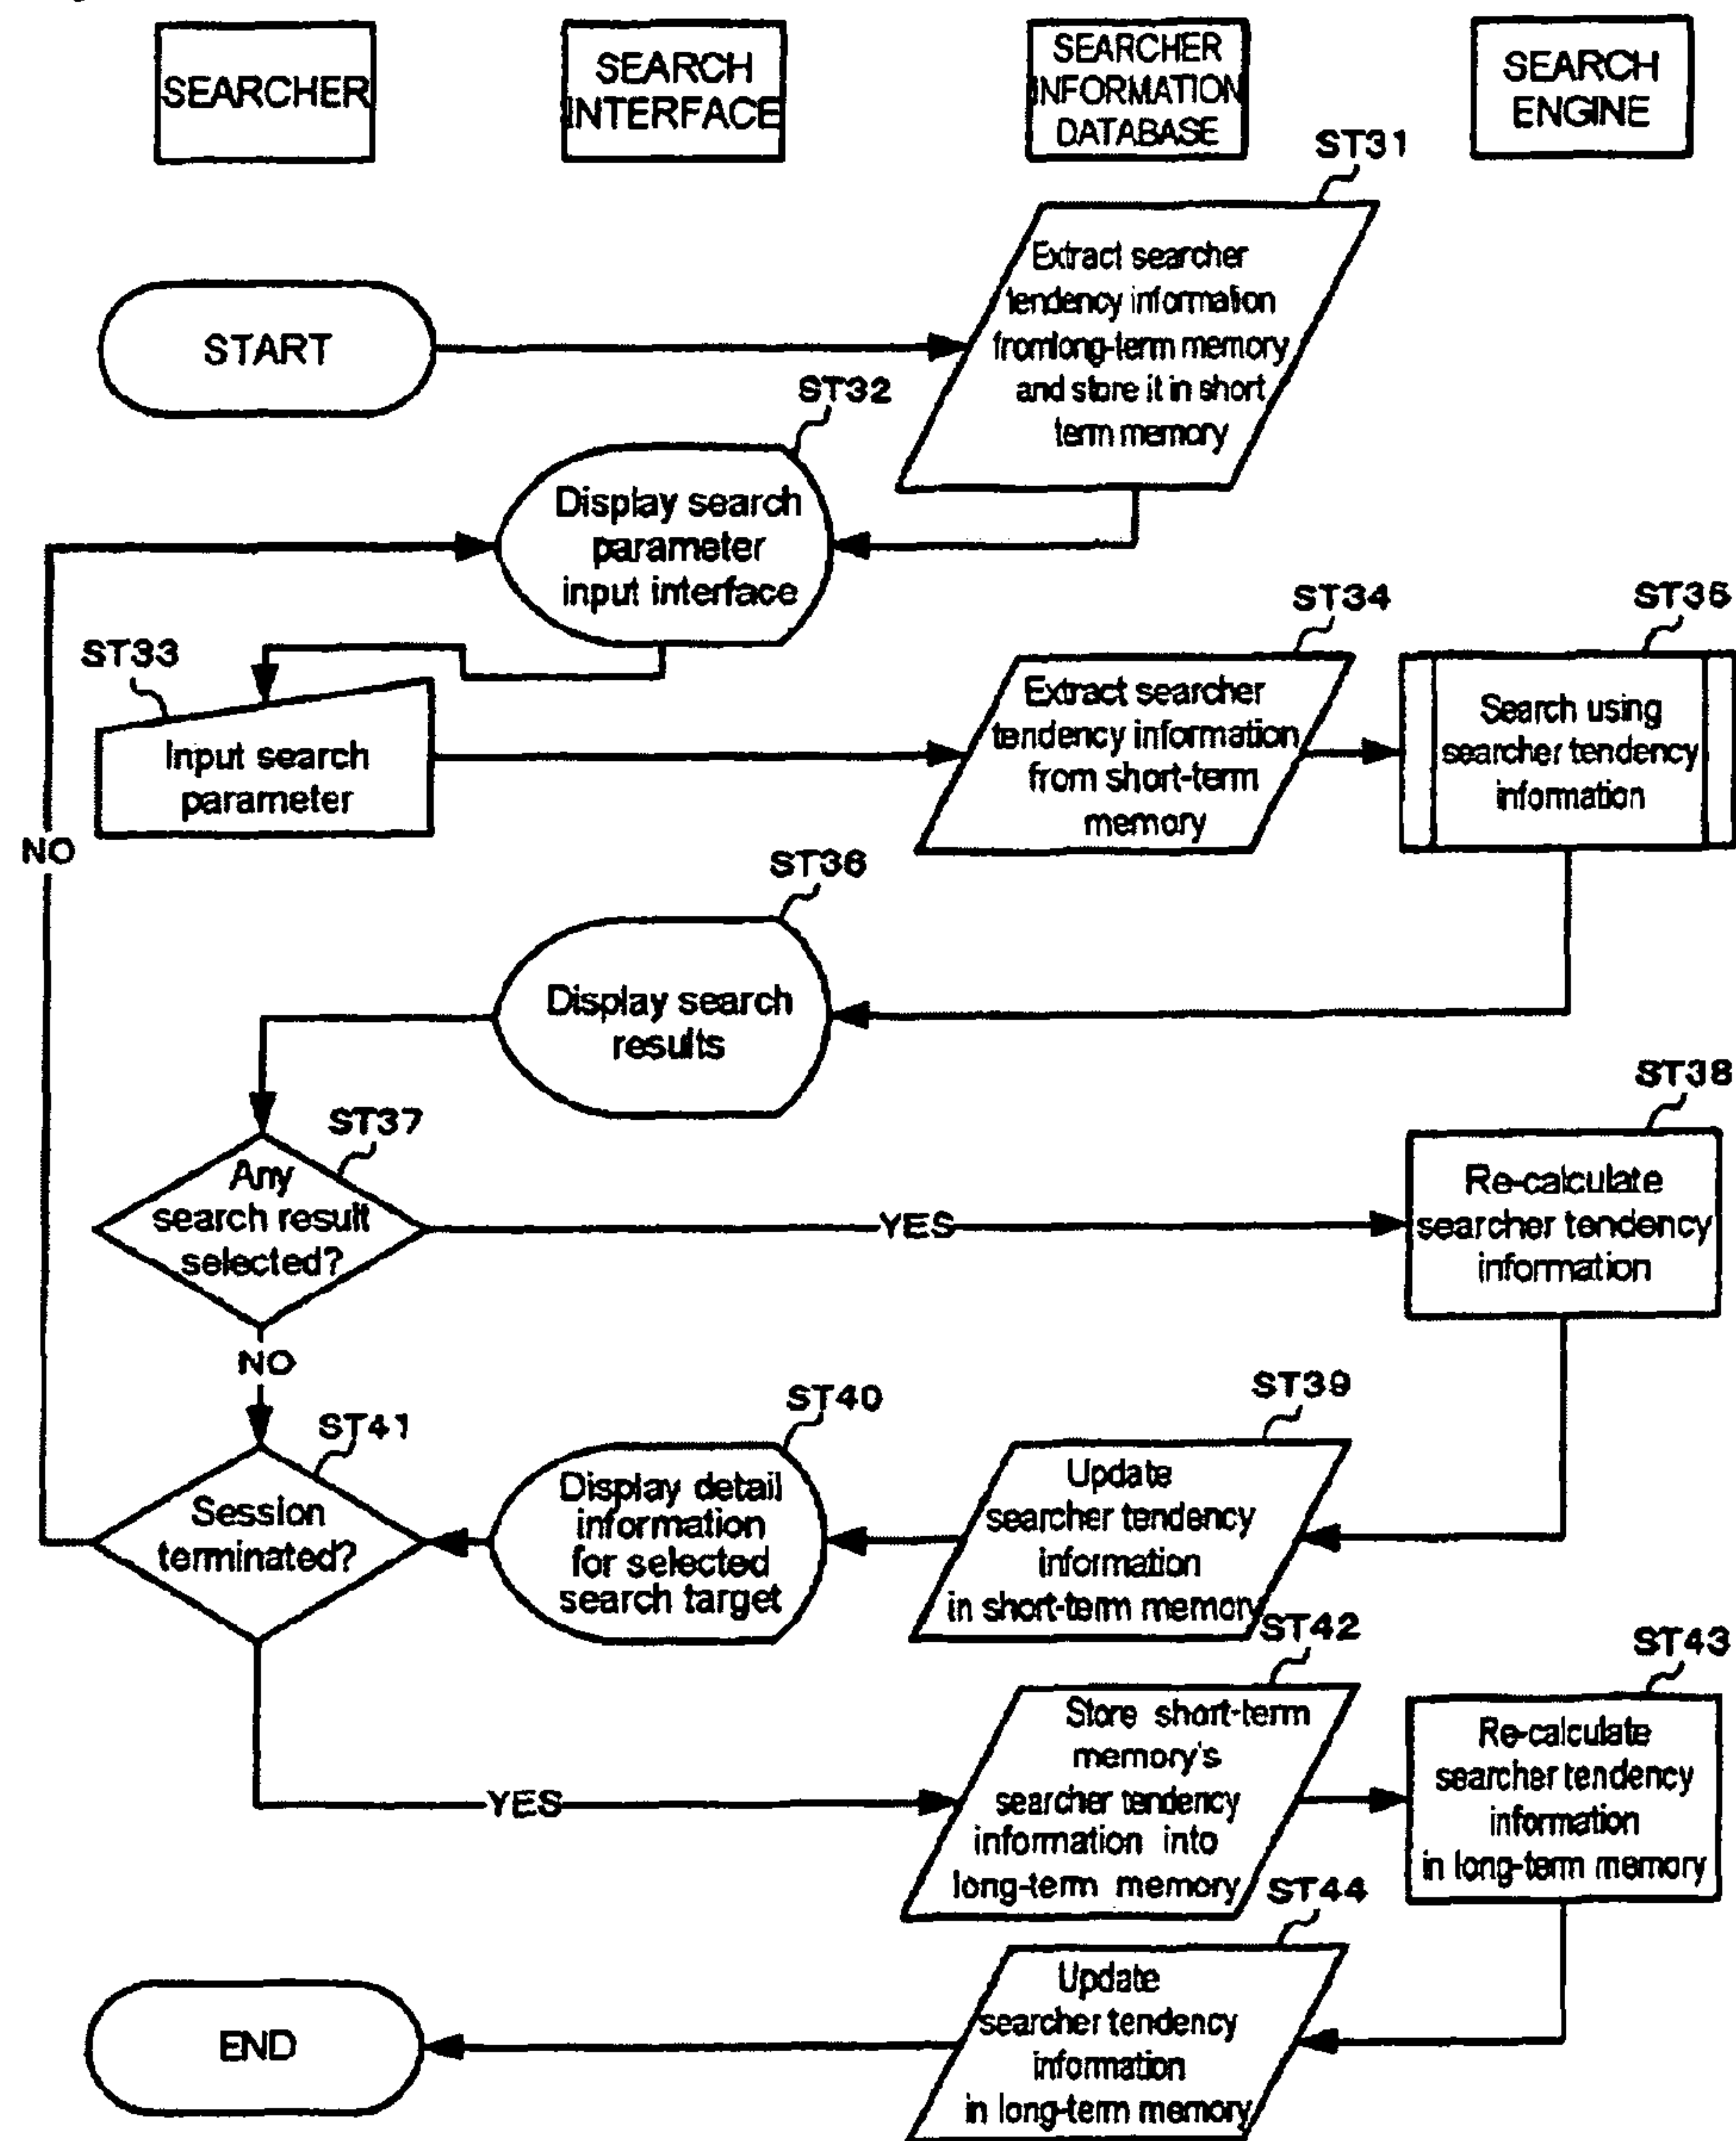 SEARCHER
SEARCH
INTERFACE
SEARCHER
INFORMATION
DATABASE
SEARCH
ENGINE
ST31
START
Extract searcher
tendency information
fromlong-term memory
and store it in short
term memory
ST32
Display search
parameter
input interface
ST33
Input search
parameter
ST34
Extract searcher
tendency information
from short-term
memory
ST35
Search using
searcher tendency
information
NO
ST36
Display search
results
ST37
Any
search result
selected?
YES
ST38
Re-calculate
searcher tendency
information
NO
ST39
Update
searcher tendency
information
in short-term memory
ST40
Display detail
information
for selected
search target
ST41
Session
terminated?
YES
ST42
Store short-term
memory's
searcher tendency
information into
long-term memory
ST43
Re-calculate
searcher tendency
information
in long-term memory
ST44
Update
searcher tendency
information
in long-term memory
END